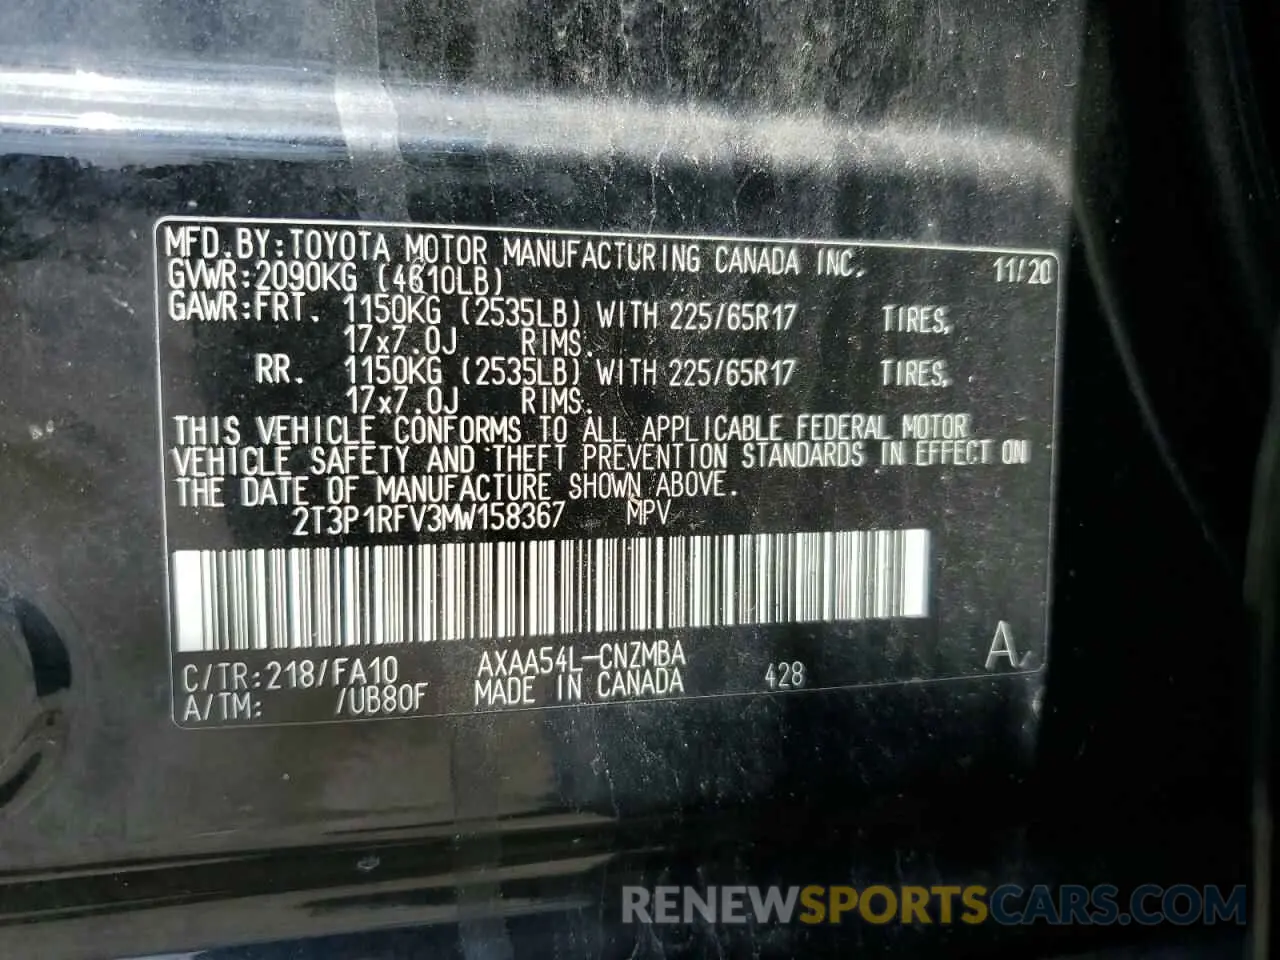 MFD.BY:TOYOTA MOTOR MANUFACTURING CANADA INC. 11/20
GVWR:2090KG (4610LB)
GAWR:FRT. 1150KG (2535LB) WITH 225/65R17 TIRES,
17x7.0J RIMS.
RR. 1150KG (2535LB) WITH 225/65R17 TIRES,
17x7.0J RIMS.
THIS VEHICLE CONFORMS TO ALL APPLICABLE FEDERAL MOTOR
VEHICLE SAFETY AND THEFT PREVENTION STANDARDS IN EFFECT ON
THE DATE OF MANUFACTURE SHOWN ABOVE.
2T3P1RFV3MW158367 MPV
C/TR:218/FA10 AXAA54L-CNZMBA 428 A
A/TM: /UB80F MADE IN CANADA
RENEWSPORTSCARS.COM